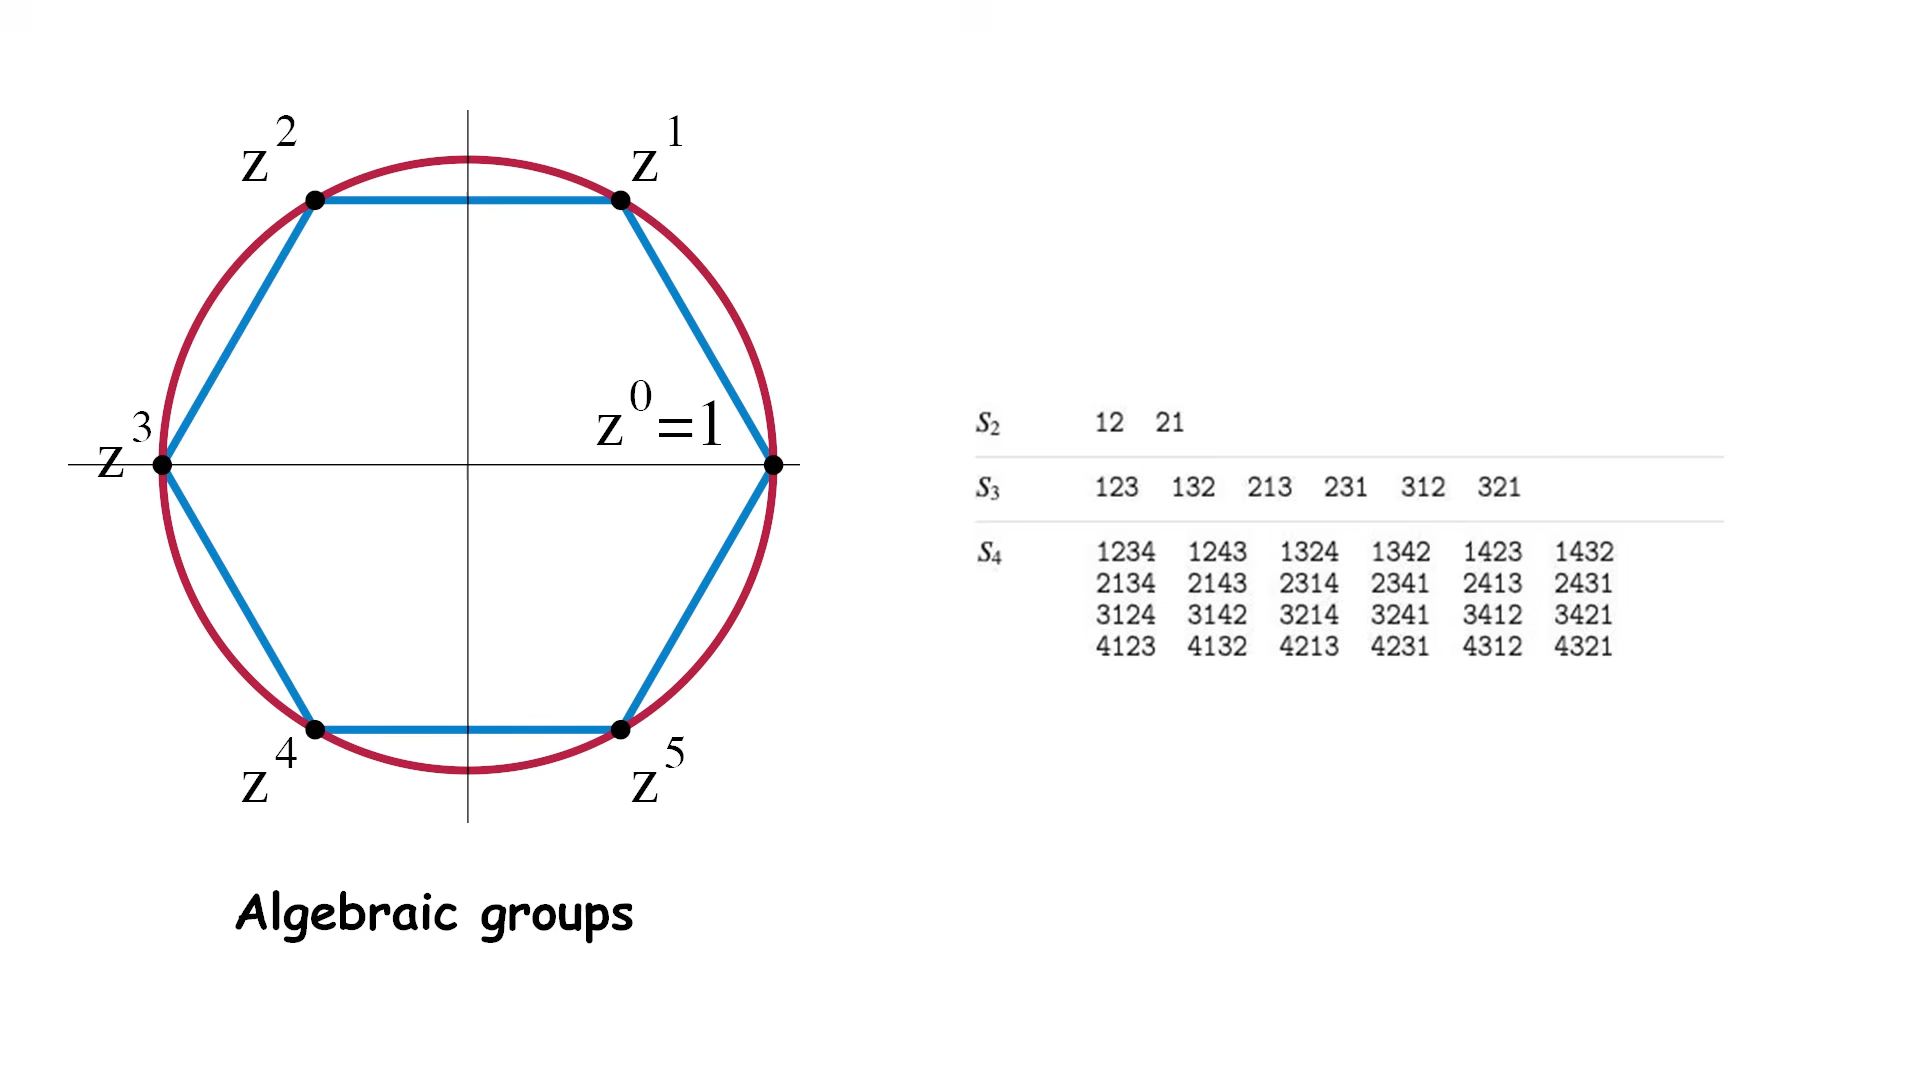 z² z¹
z³ z⁰=1
z⁴ z⁵
Algebraic groups
S₂ 12 21
S₃ 123 132 213 231 312 321
S₄ 1234 1243 1324 1342 1423 1432
2134 2143 2314 2341 2413 2431
3124 3142 3214 3241 3412 3421
4123 4132 4213 4231 4312 4321